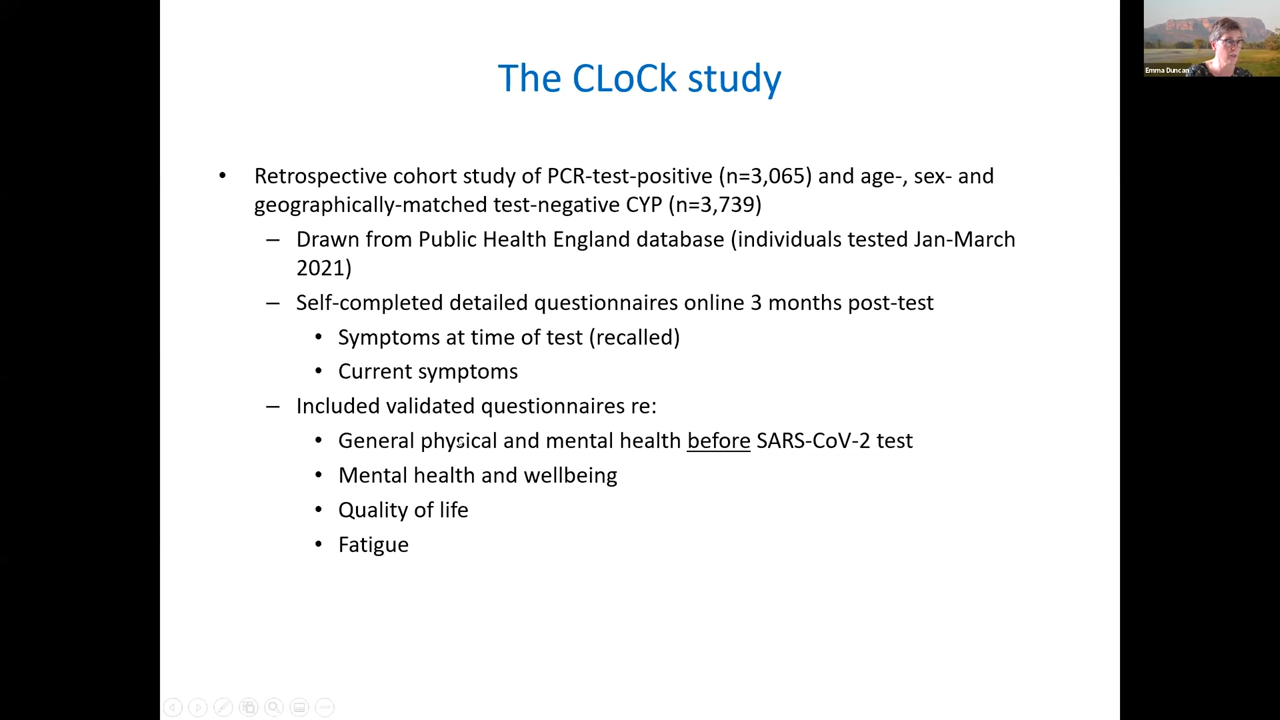 The CLoCk study
Emma Duncan
• Retrospective cohort study of PCR-test-positive (n=3,065) and age-, sex- and
geographically-matched test-negative CYP (n=3,739)
– Drawn from Public Health England database (individuals tested Jan-March
2021)
– Self-completed detailed questionnaires online 3 months post-test
• Symptoms at time of test (recalled)
• Current symptoms
– Included validated questionnaires re:
• General physical and mental health before SARS-CoV-2 test
• Mental health and wellbeing
• Quality of life
• Fatigue